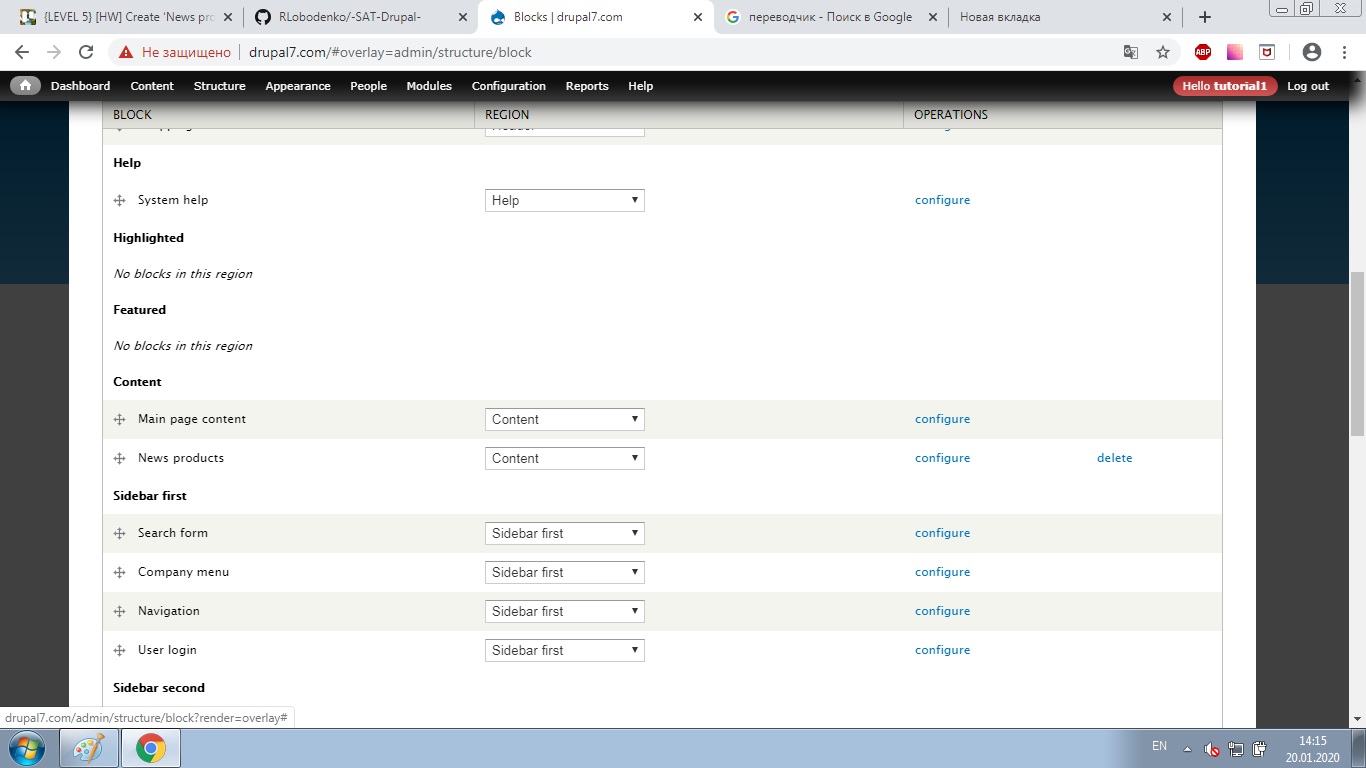 {LEVEL 5} [HW] Create 'News pro
RLobodenko/-SAT-Drupal-
Blocks | drupal7.com
переводчик - Поиск в Google
Новая вкладка
Не защищено
drupal7.com/#overlay=admin/structure/block
ABP
Dashboard Content Structure Appearance People Modules Configuration Reports Help Hello tutorial1 Log out
BLOCK REGION OPERATIONS
Help
System help Help configure
Highlighted
No blocks in this region
Featured
No blocks in this region
Content
Main page content Content configure
News products Content configure delete
Sidebar first
Search form Sidebar first configure
Company menu Sidebar first configure
Navigation Sidebar first configure
User login Sidebar first configure
Sidebar second
drupal7.com/admin/structure/block?render=overlay#
EN
14:15
20.01.2020